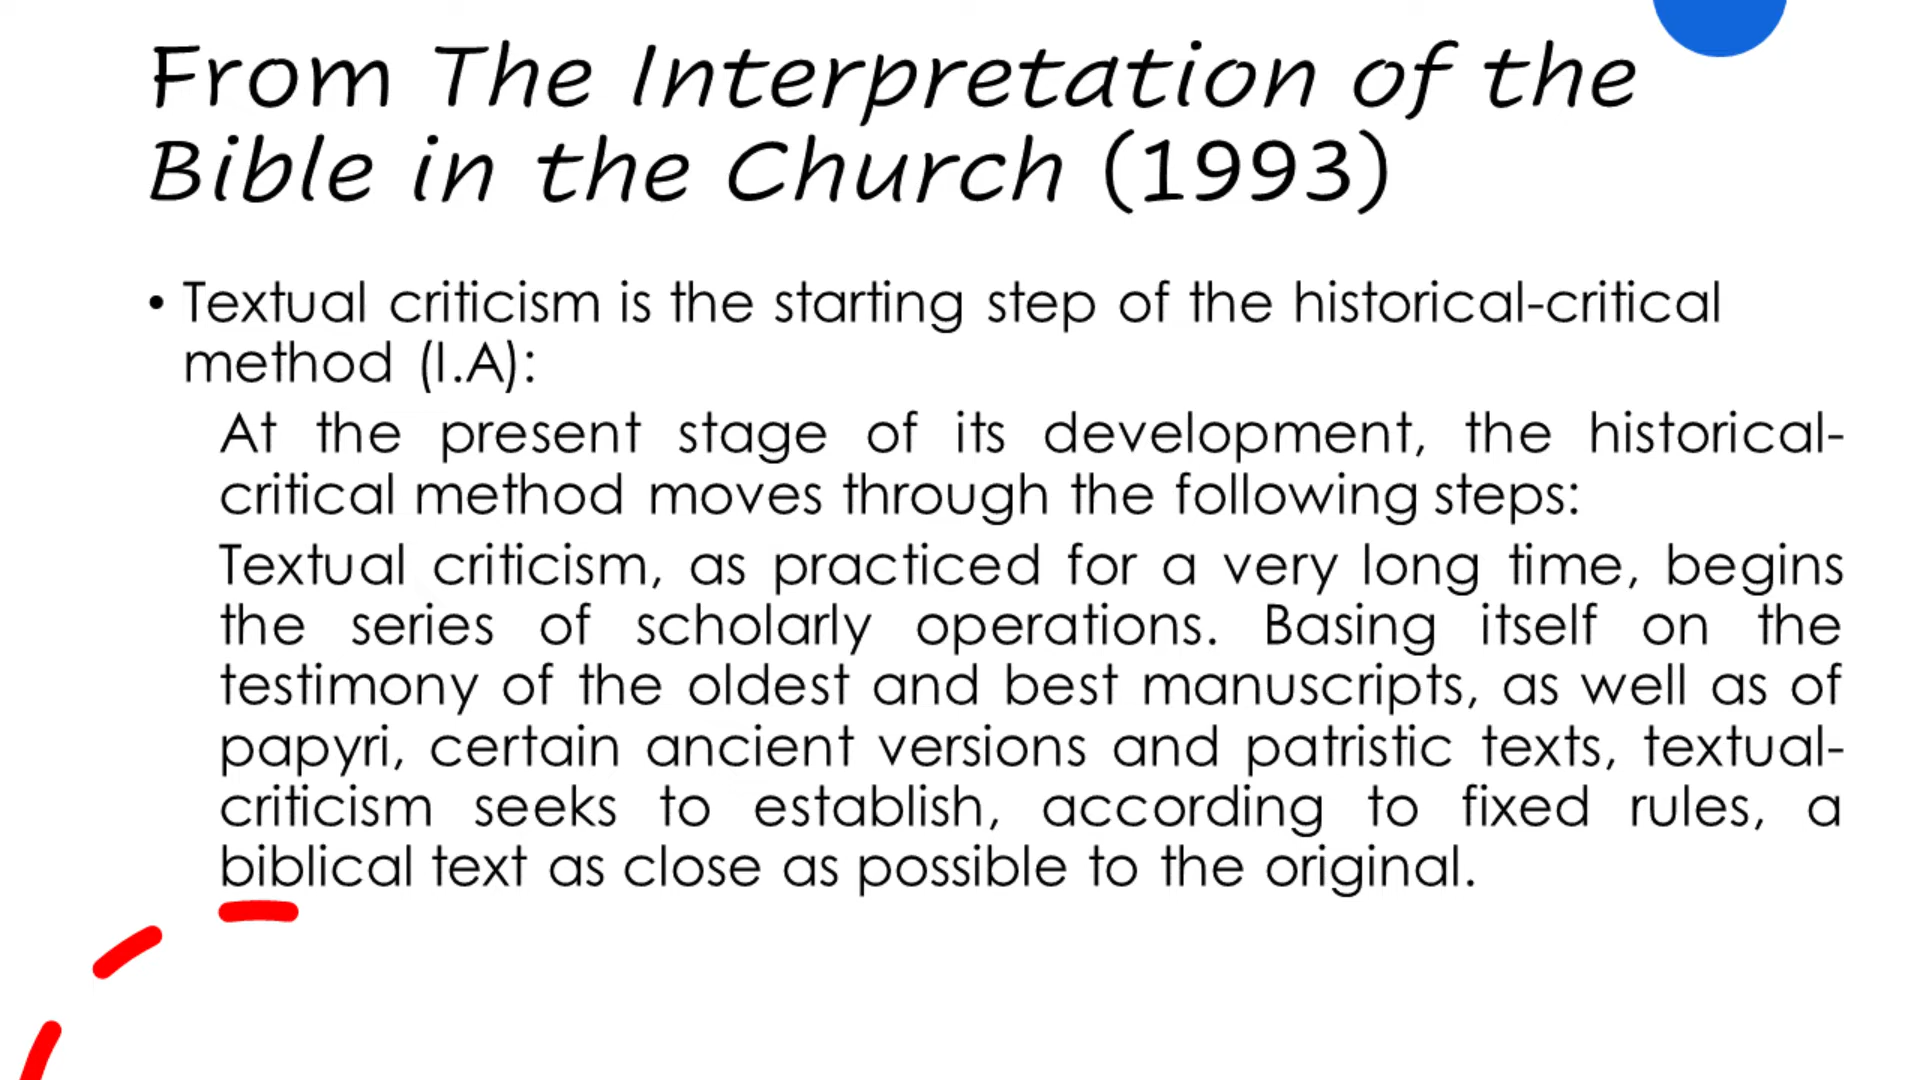 From The Interpretation of the
Bible in the Church (1993)
• Textual criticism is the starting step of the historical-critical
method (I.A):
At the present stage of its development, the historical-
critical method moves through the following steps:
Textual criticism, as practiced for a very long time, begins
the series of scholarly operations. Basing itself on the
testimony of the oldest and best manuscripts, as well as of
papyri, certain ancient versions and patristic texts, textual-
criticism seeks to establish, according to fixed rules, a
biblical text as close as possible to the original.